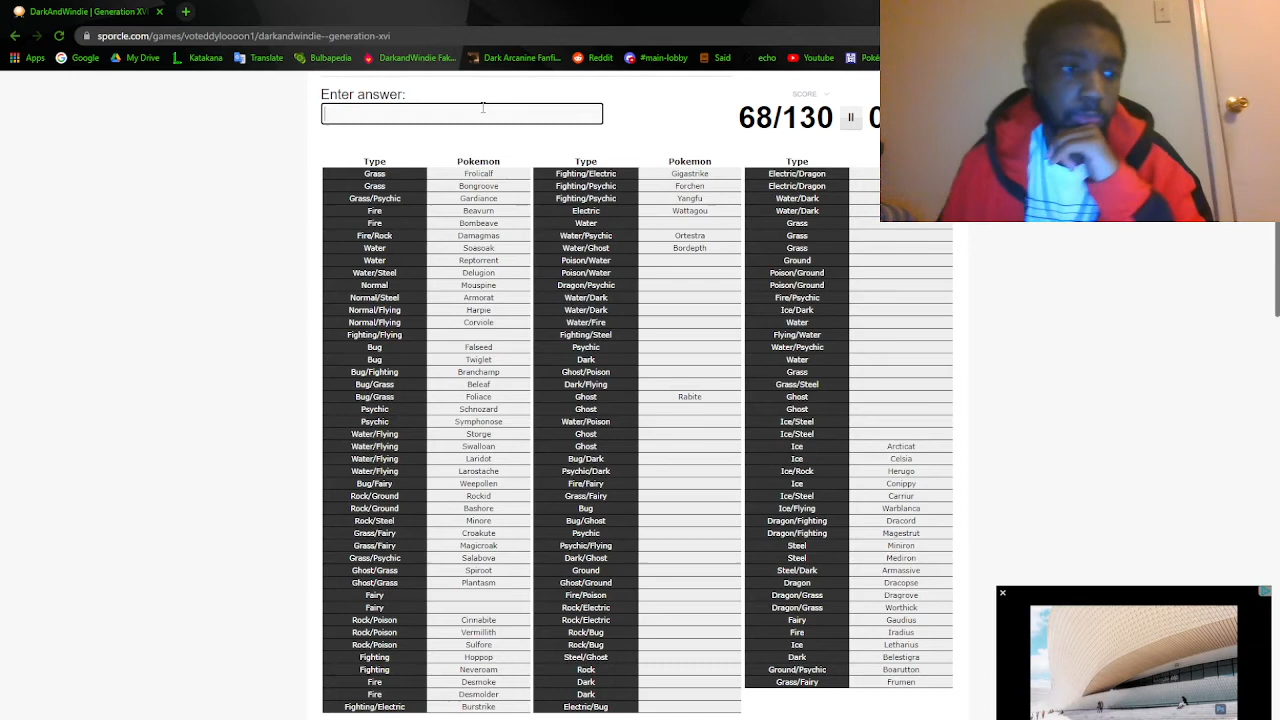 DarkAndWindie | Generation XVI
sporcle.com/games/voteddyloooon1/darkandwindie--generation-xvi
Apps Google My Drive Katakana Translate Bulbapedia DarkandWindie Fak... Dark Arcanine Fanfi... Reddit #main-lobby Said echo Youtube Poké
Enter answer:
SCORE
68/130
Type Pokemon Type Pokemon Type
Grass Frolicalf Fighting/Electric Gigastrike Electric/Dragon
Grass Bongroove Fighting/Psychic Forchen Electric/Dragon
Grass/Psychic Gardiance Fighting/Psychic Yangfu Water/Dark
Fire Beavurn Electric Wattagou Water/Dark
Fire Bombeave Water Grass
Fire/Rock Damagmas Water/Psychic Ortestra Grass
Water Soasoak Water/Ghost Bordepth Grass
Water Reptorrent Poison/Water Ground
Water/Steel Delugion Poison/Water Poison/Ground
Normal Mouspine Dragon/Psychic Poison/Ground
Normal/Steel Armorat Water/Dark Fire/Psychic
Normal/Flying Harpie Water/Dark Ice/Dark
Normal/Flying Corviole Water/Fire Water
Fighting/Flying Fighting/Steel Flying/Water
Bug Falseed Psychic Water/Psychic
Bug Twiglet Dark Water
Bug/Fighting Branchamp Ghost/Poison Grass
Bug/Grass Beleaf Dark/Flying Grass/Steel
Bug/Grass Foliace Ghost Rabite Ghost
Psychic Schnozard Ghost Ghost
Psychic Symphonose Water/Poison Ice/Steel
Water/Flying Storge Ghost Ice/Steel
Water/Flying Swalloan Ghost Ice Arcticat
Water/Flying Laridot Bug/Dark Ice Celsia
Water/Flying Larostache Psychic/Dark Ice/Rock Herugo
Bug/Fairy Weepollen Fire/Fairy Ice Conippy
Rock/Ground Rockid Grass/Fairy Ice/Steel Carriur
Rock/Ground Bashore Bug Ice/Flying Warblanca
Rock/Steel Minore Bug/Ghost Dragon/Fighting Dracord
Grass/Fairy Croakute Psychic Dragon/Fighting Magestrut
Grass/Fairy Magicroak Psychic/Flying Steel Miniron
Grass/Psychic Salabova Dark/Ghost Steel Mediron
Ghost/Grass Spiroot Ground Steel/Dark Armassive
Ghost/Grass Plantasm Ghost/Ground Dragon Dracopse
Fairy Fire/Poison Dragon/Grass Dragrove
Fairy Rock/Electric Dragon/Grass Worthick
Rock/Poison Cinnabite Rock/Electric Fairy Gaudius
Rock/Poison Vermillith Rock/Bug Fire Iradius
Rock/Poison Sulfore Rock/Bug Ice Lethanus
Fighting Hoppop Steel/Ghost Dark Belestigra
Fighting Neveroam Rock Ground/Psychic Boarutton
Fire Desmoke Dark Grass/Fairy Frumen
Fire Desmolder Dark
Fighting/Electric Burstrike Electric/Bug